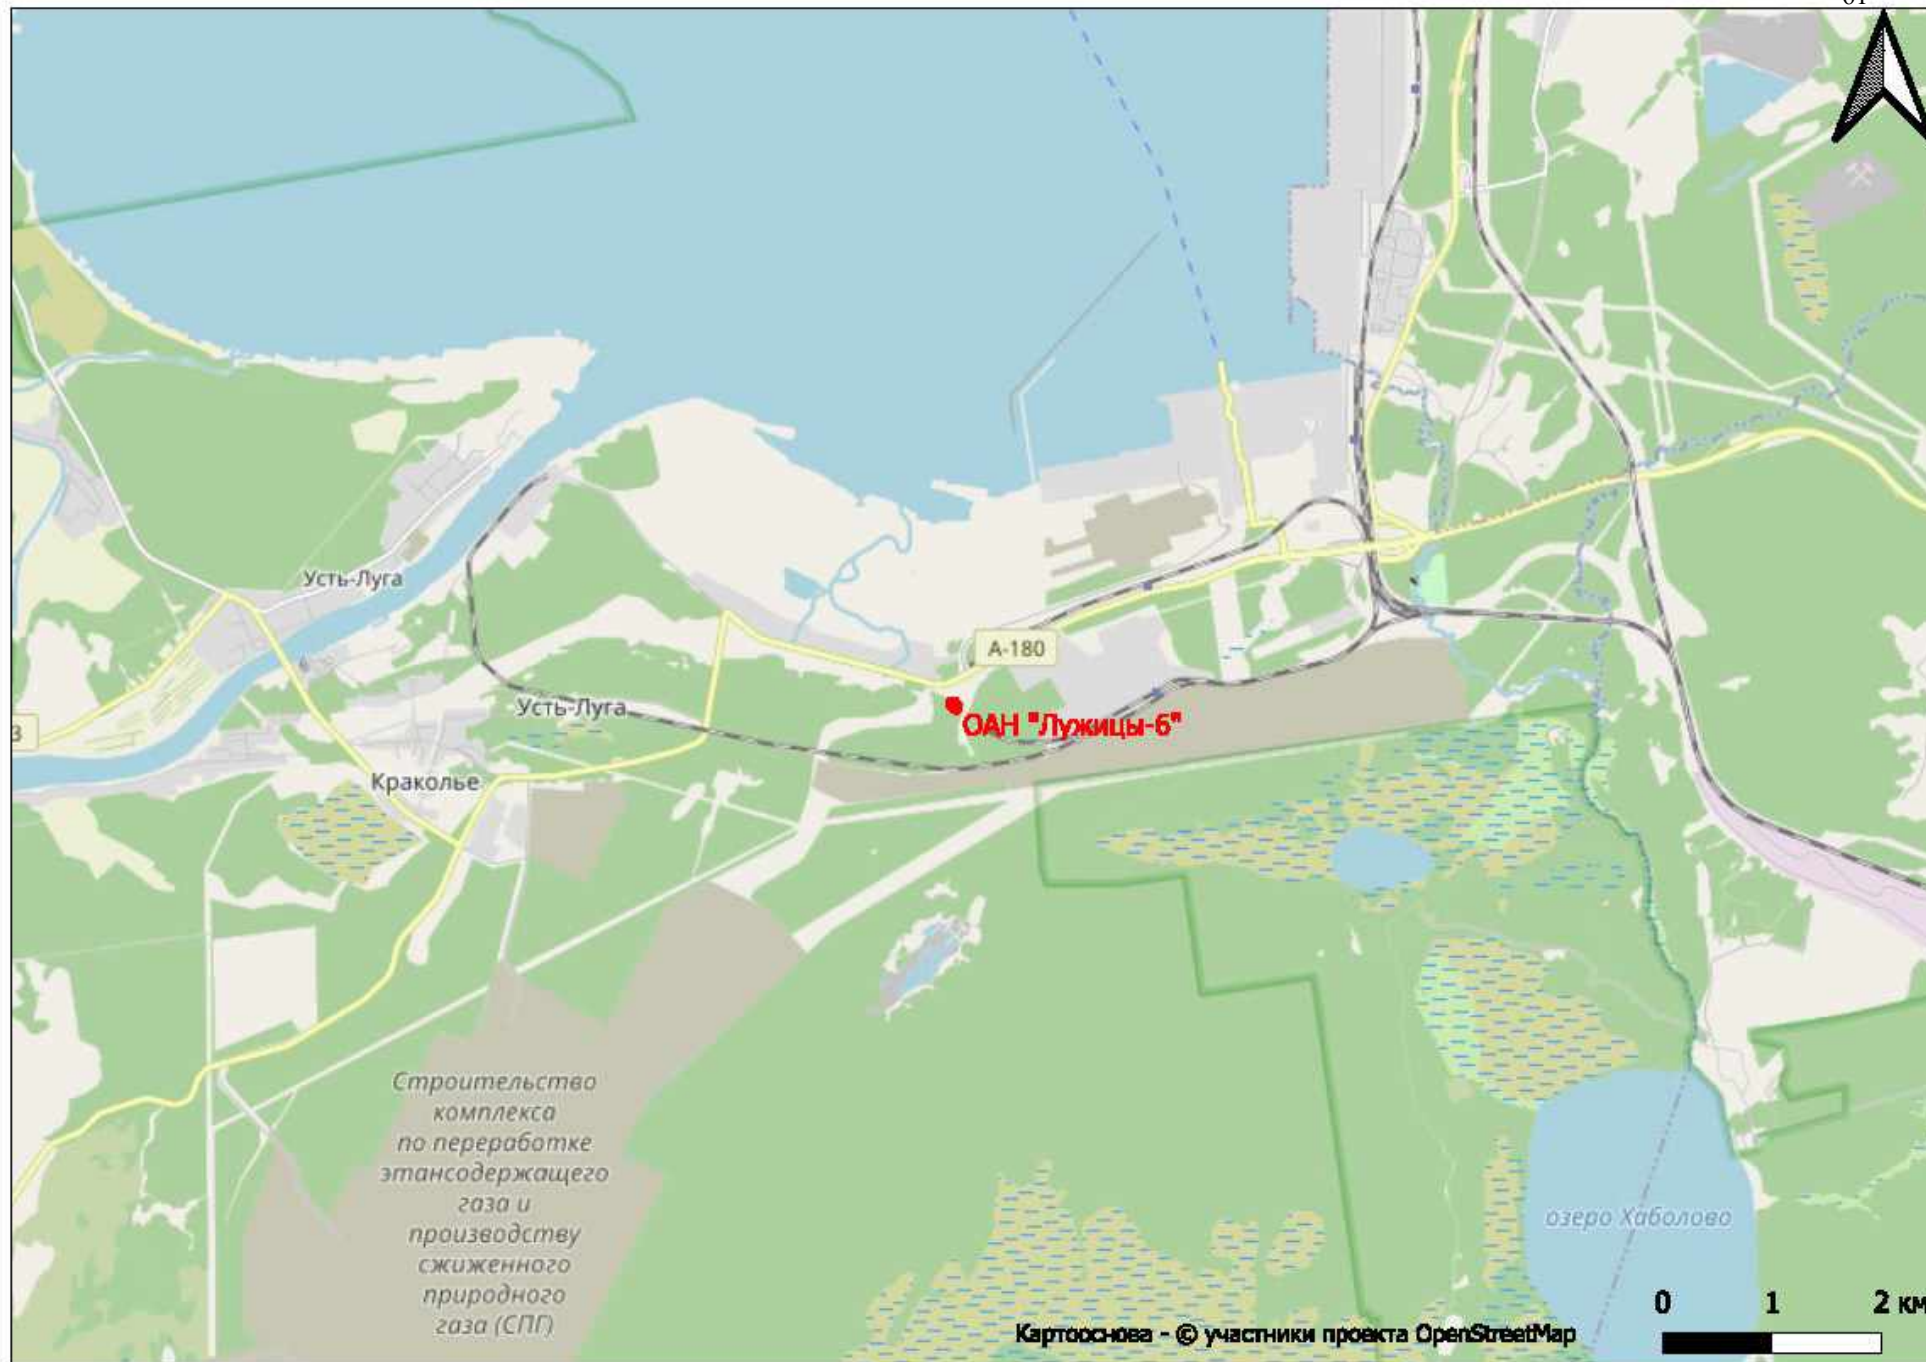 Усть-Луга
А-180
Усть-Луга
ОАН "Лужицы-6"
3
Краколье
Строительство
комплекса
по переработке
этансодержащего
газа и
производству
сжиженного
природного
газа (СПГ)
озеро Хаболово
0 1 2 км
Картооснова - © участники проекта OpenStreetMap